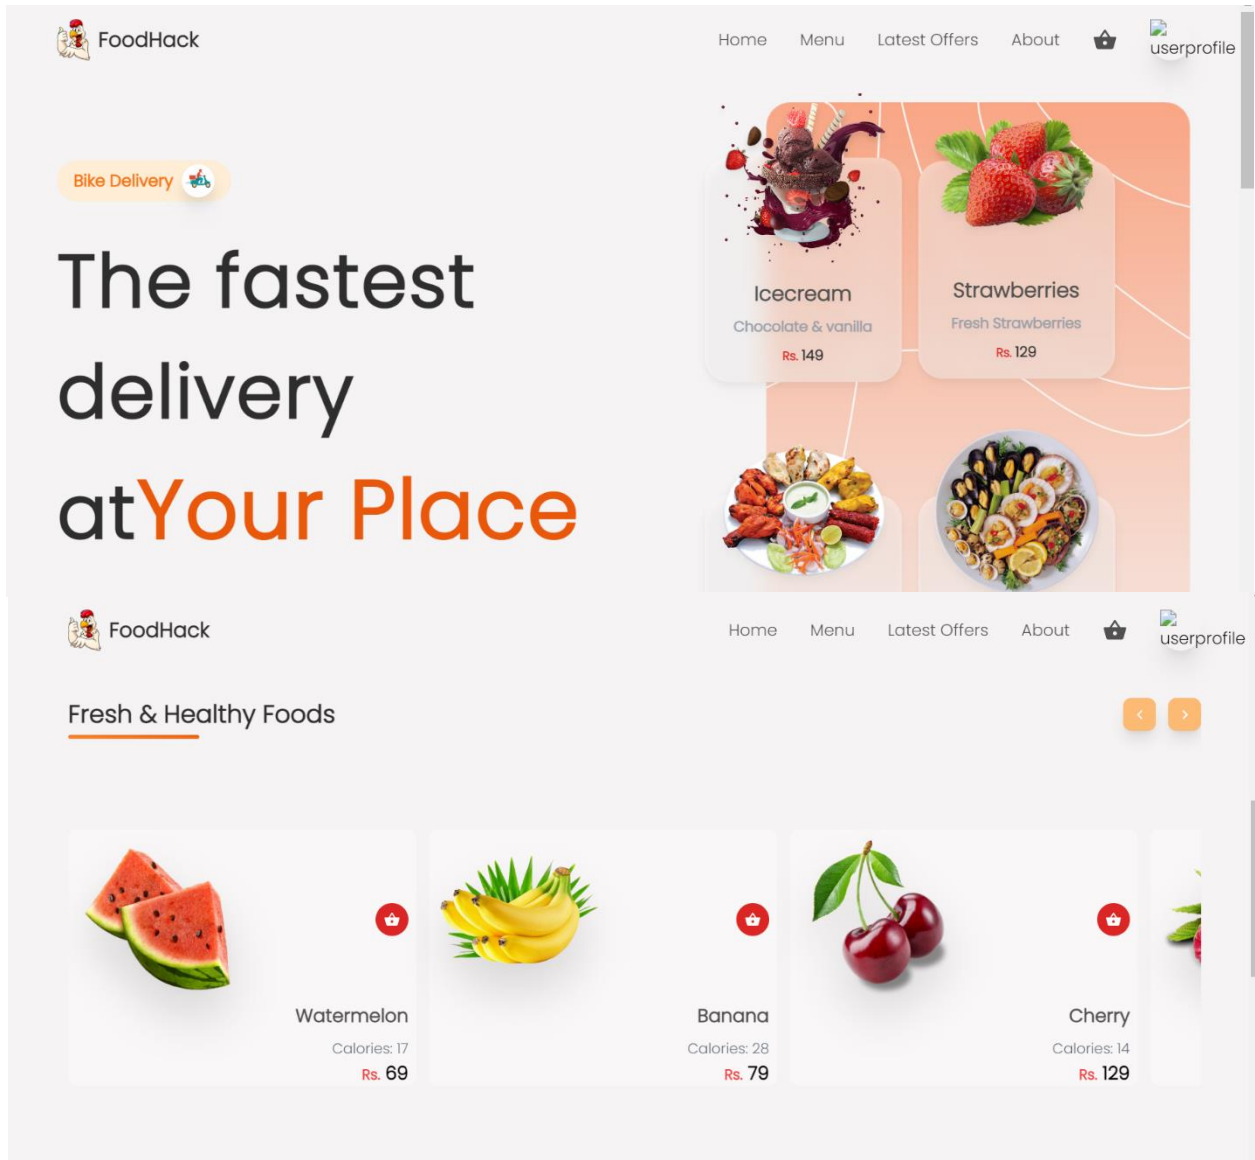 FoodHack
Home Menu Latest Offers About userprofile
Bike Delivery
The fastest
delivery
atYour Place
Icecream
Chocolate & vanilla
Rs. 149
Strawberries
Fresh Strawberries
Rs. 129
FoodHack
Home Menu Latest Offers About userprofile
Fresh & Healthy Foods
Watermelon
Calories: 17
Rs. 69
Banana
Calories: 28
Rs. 79
Cherry
Calories: 14
Rs. 129